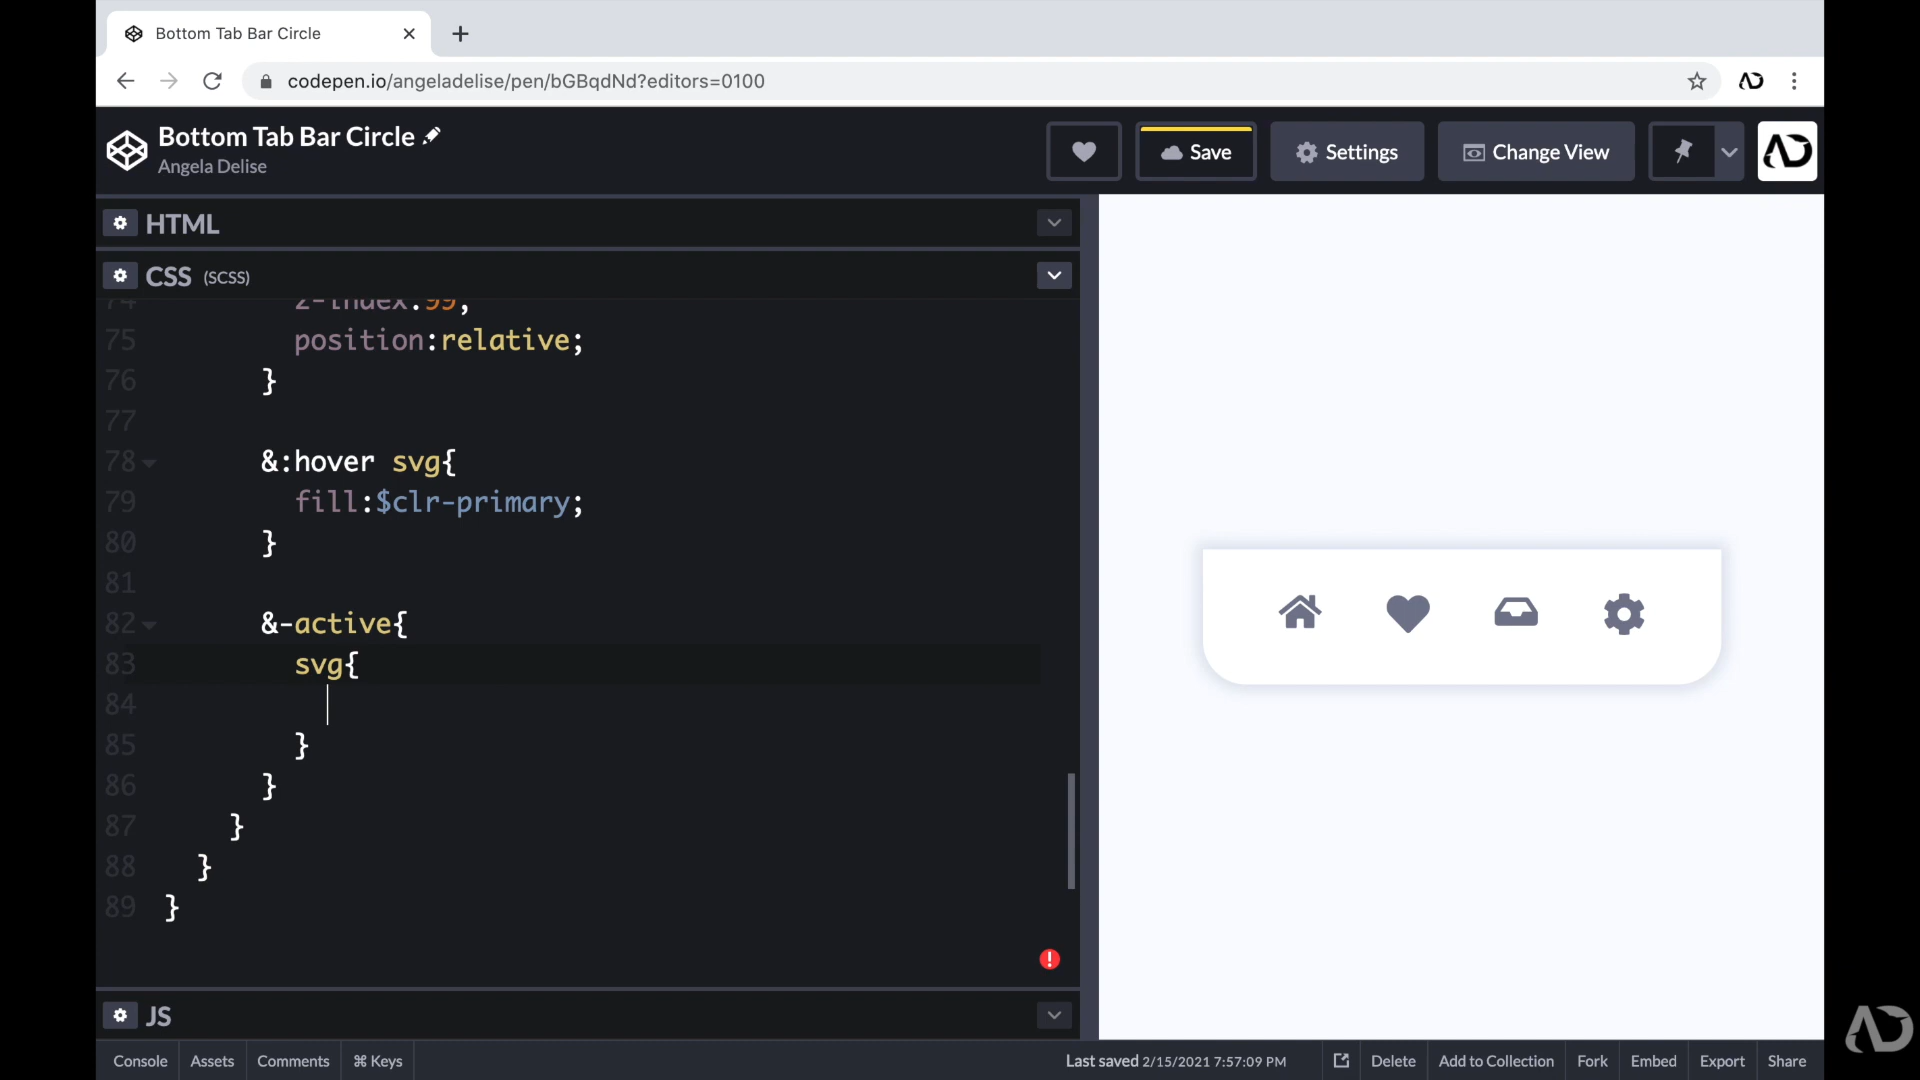 Bottom Tab Bar Circle
codepen.io/angeladelise/pen/bGBqdNd?editors=0100
Bottom Tab Bar Circle
Angela Delise
Save
Settings
Change View
HTML
CSS (SCSS)
74 z-index:99;
75 position:relative;
76 }
77
78 &:hover svg{
79 fill:$clr-primary;
80 }
81
82 &-active{
83 svg{
84
85 }
86 }
87 }
88 }
89 }
JS
Console Assets Comments ⌘ Keys Last saved 2/15/2021 7:57:09 PM Delete Add to Collection Fork Embed Export Share